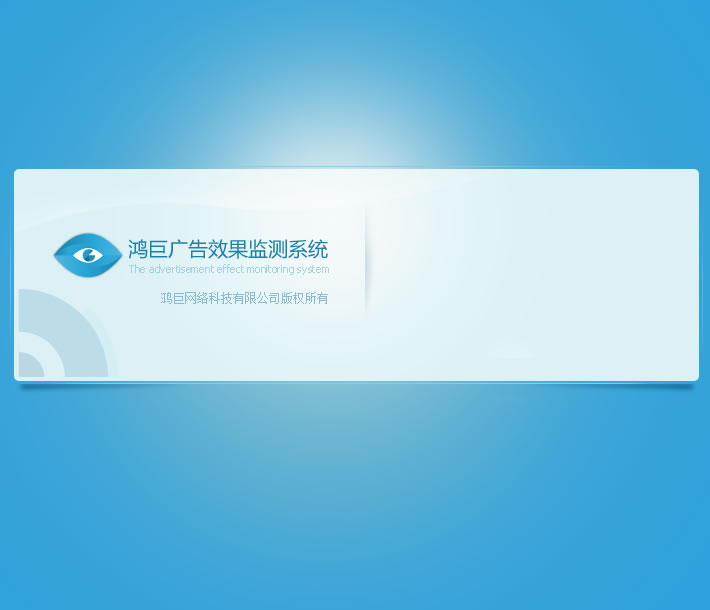 鸿巨广告效果监测系统
The advertisement effect monitoring system
鸿巨网络科技有限公司版权所有